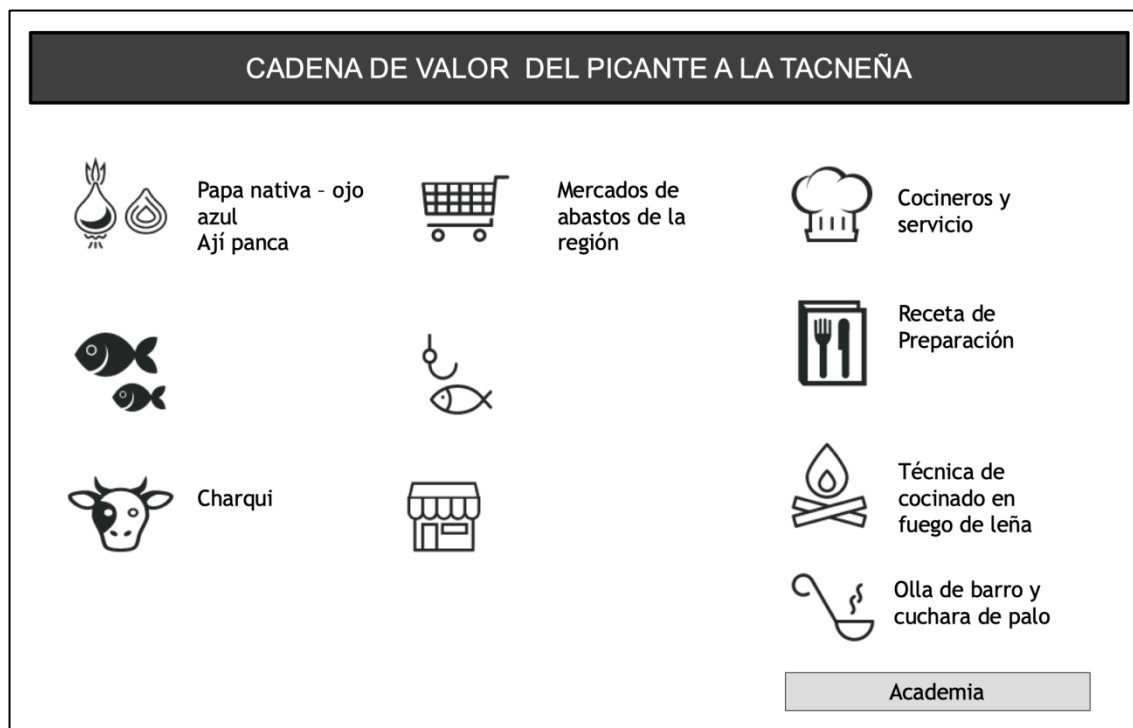 CADENA DE VALOR DEL PICANTE A LA TACNEÑA
Papa nativa – ojo
azul
Ají panca
Mercados de
abastos de la
región
Cocineros y
servicio
Receta de
Preparación
Charqui
Técnica de
cocinado en
fuego de leña
Olla de barro y
cuchara de palo
Academia